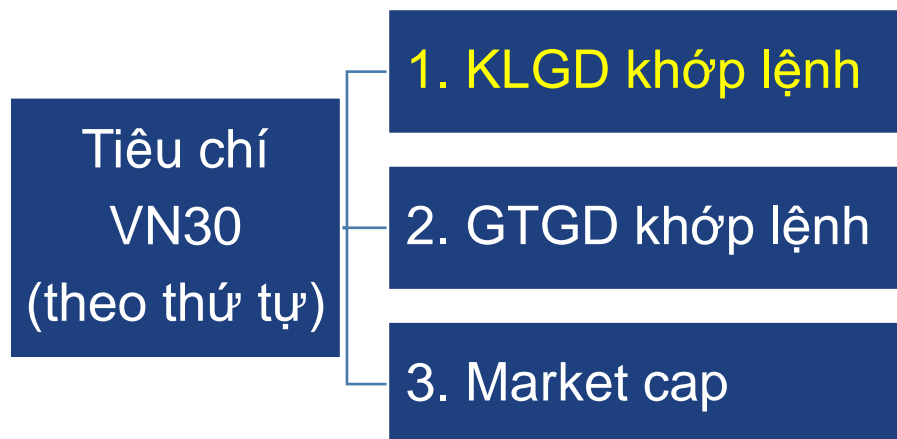 Tiêu chí
VN30
(theo thứ tự)
1. KLGD khớp lệnh
2. GTGD khớp lệnh
3. Market cap